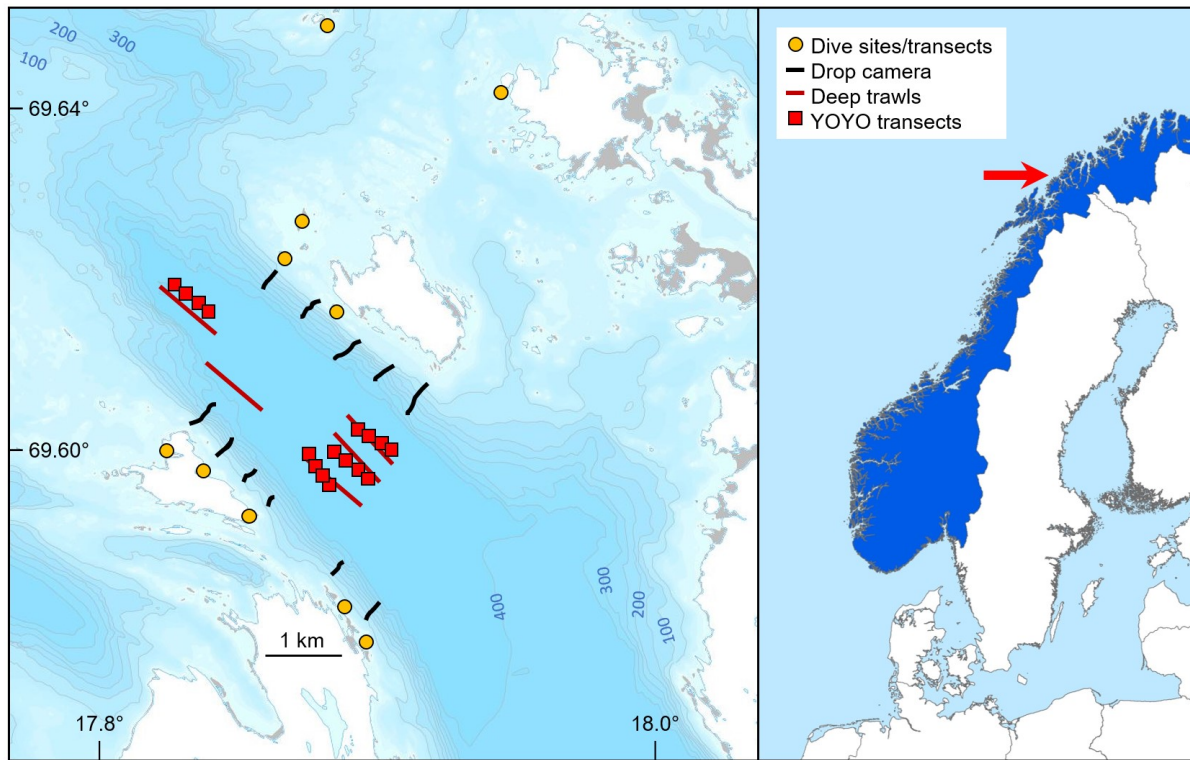 200
300
100
69.64°
69.60°
17.8°
18.0°
1 km
400
300
200
100
Dive sites/transects
Drop camera
Deep trawls
YOYO transects